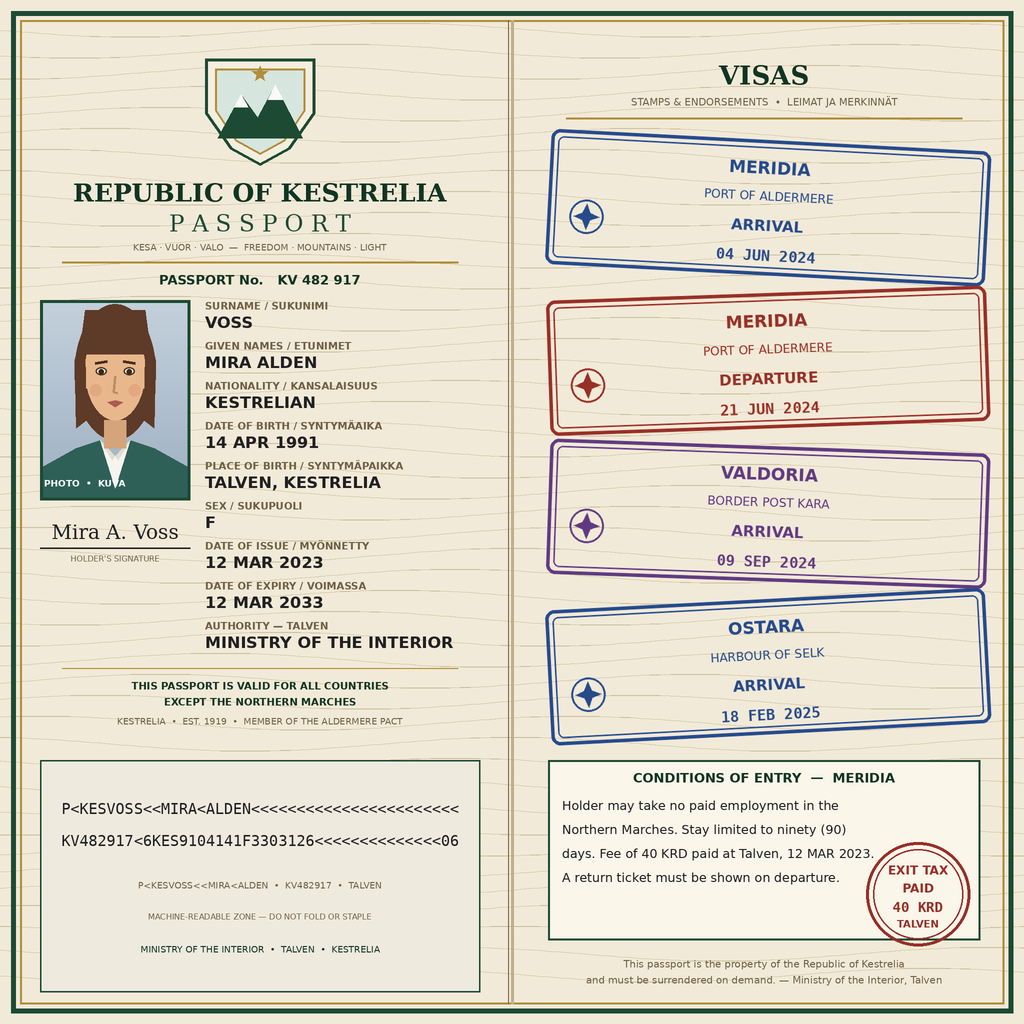 REPUBLIC OF KESTRELIA
PASSPORT
KESA · VUOR · VALO — FREEDOM · MOUNTAINS · LIGHT
PASSPORT No. KV 482 917
PHOTO • KUVA
Mira A. Voss
HOLDER'S SIGNATURE
SURNAME / SUKUNIMI
VOSS
GIVEN NAMES / ETUNIMET
MIRA ALDEN
NATIONALITY / KANSALAISUUS
KESTRELIAN
DATE OF BIRTH / SYNTYMÄAIKA
14 APR 1991
PLACE OF BIRTH / SYNTYMÄPAIKKA
TALVEN, KESTRELIA
SEX / SUKUPUOLI
F
DATE OF ISSUE / MYÖNNETTY
12 MAR 2023
DATE OF EXPIRY / VOIMASSA
12 MAR 2033
AUTHORITY — TALVEN
MINISTRY OF THE INTERIOR
THIS PASSPORT IS VALID FOR ALL COUNTRIES
EXCEPT THE NORTHERN MARCHES
KESTRELIA • EST. 1919 • MEMBER OF THE ALDERMERE PACT
P<KESVOSS<<MIRA<ALDEN<<<<<<<<<<<<<<<<<<<<<<<
KV482917<6KES9104141F3303126<<<<<<<<<<<<<<06
P<KESVOSS<<MIRA<ALDEN • KV482917 • TALVEN
MACHINE-READABLE ZONE — DO NOT FOLD OR STAPLE
MINISTRY OF THE INTERIOR • TALVEN • KESTRELIA
VISAS
STAMPS & ENDORSEMENTS • LEIMAT JA MERKINNÄT
MERIDIA
PORT OF ALDERMERE
ARRIVAL
04 JUN 2024
MERIDIA
PORT OF ALDERMERE
DEPARTURE
21 JUN 2024
VALDORIA
BORDER POST KARA
ARRIVAL
09 SEP 2024
OSTARA
HARBOUR OF SELK
ARRIVAL
18 FEB 2025
CONDITIONS OF ENTRY — MERIDIA
Holder may take no paid employment in the
Northern Marches. Stay limited to ninety (90)
days. Fee of 40 KRD paid at Talven, 12 MAR 2023.
A return ticket must be shown on departure.
EXIT TAX
PAID
40 KRD
TALVEN
This passport is the property of the Republic of Kestrelia
and must be surrendered on demand. — Ministry of the Interior, Talven